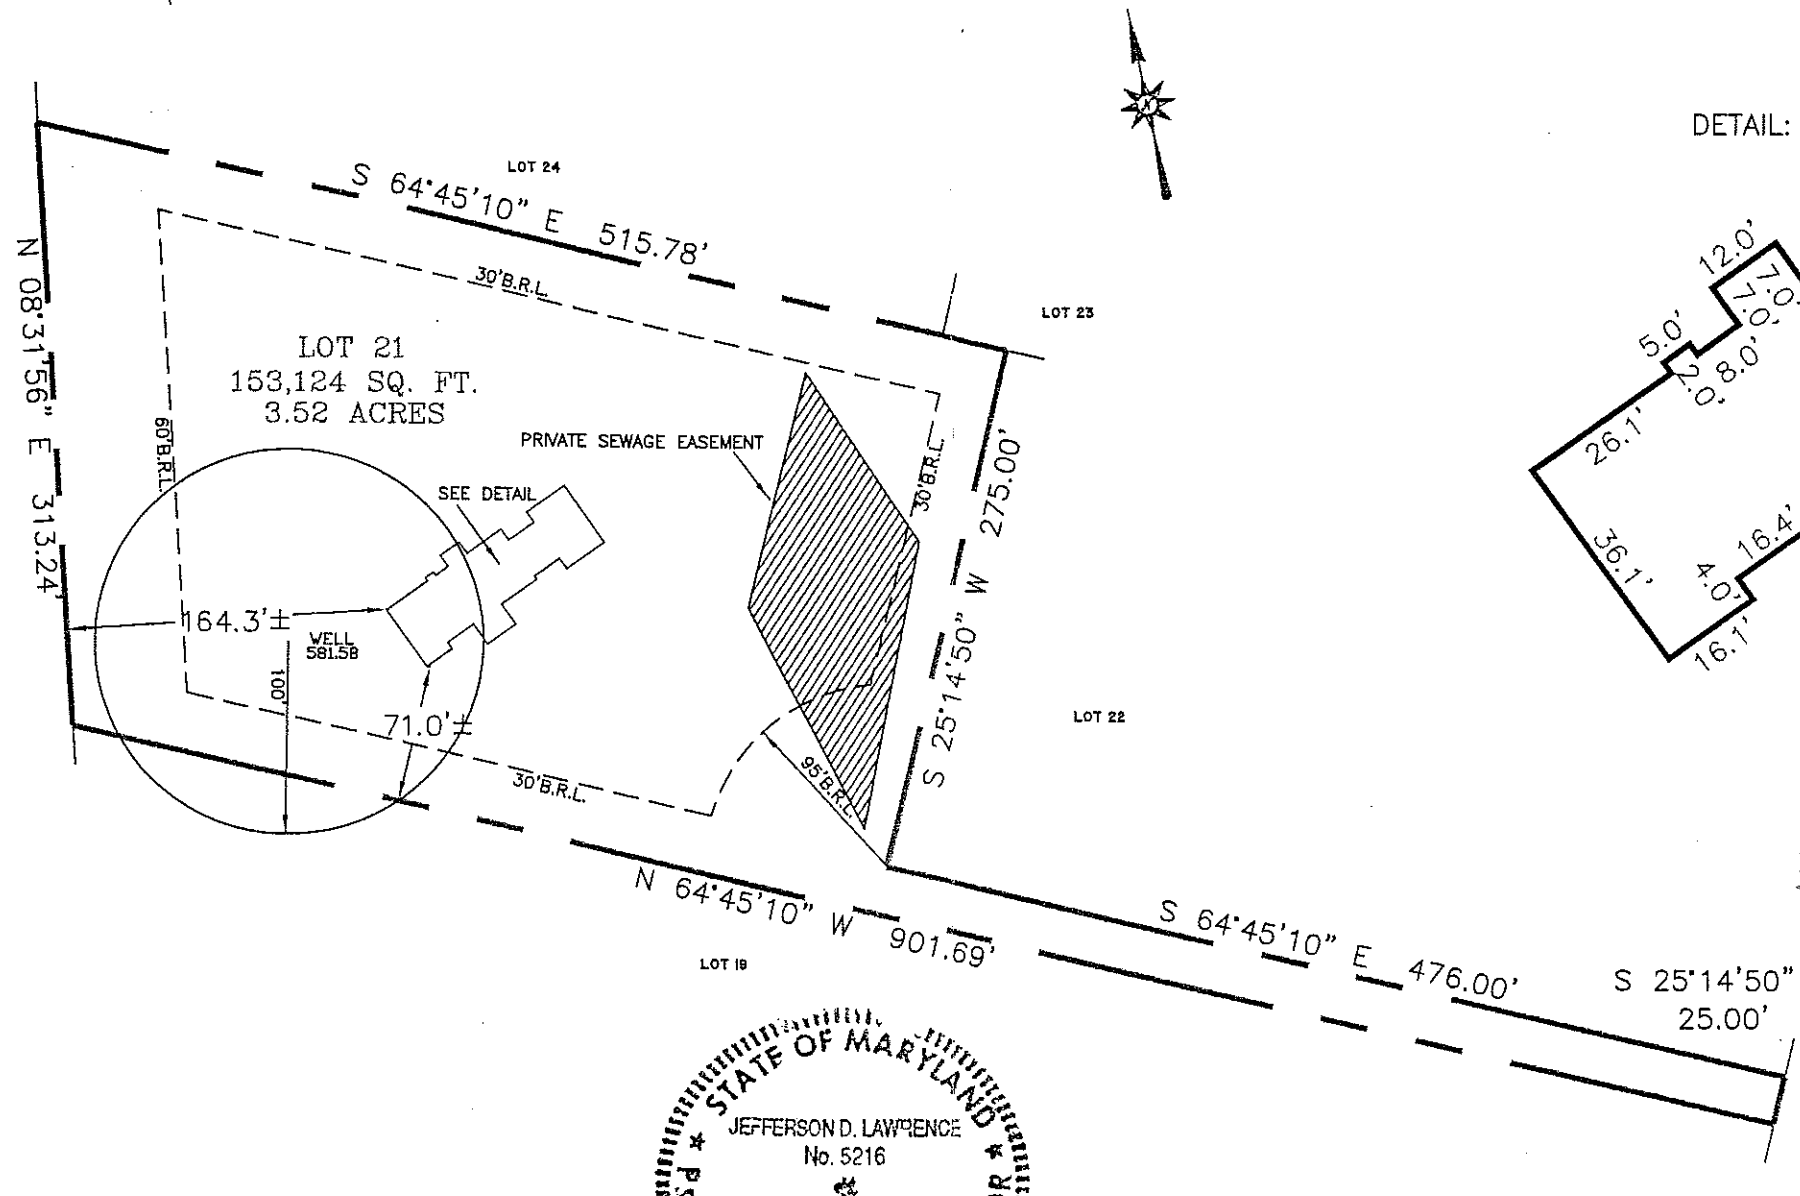 DETAIL:
LOT 24
S 64°45'10" E 515.78'
30'B.R.L.
LOT 23
12.0'
7.0'
7.0'
5.0'
8.0'
2.0'
26.1'
36.1'
16.4'
4.0'
16.1'
N 08°31'56" E 313.24'
LOT 21
153,124 SQ. FT.
3.52 ACRES
60'B.R.L.
PRIVATE SEWAGE EASEMENT
SEE DETAIL
30'B.R.L.
S 25°14'50" W 275.00'
164.3'±
WELL
581.5B
100'
71.0'±
30'B.R.L.
95'B.R.L.
LOT 22
N 64°45'10" W 901.69'
LOT 19
S 64°45'10" E 476.00'
S 25°14'50"
25.00'
STATE OF MARYLAND
JEFFERSON D. LAWRENCE
No. 5216